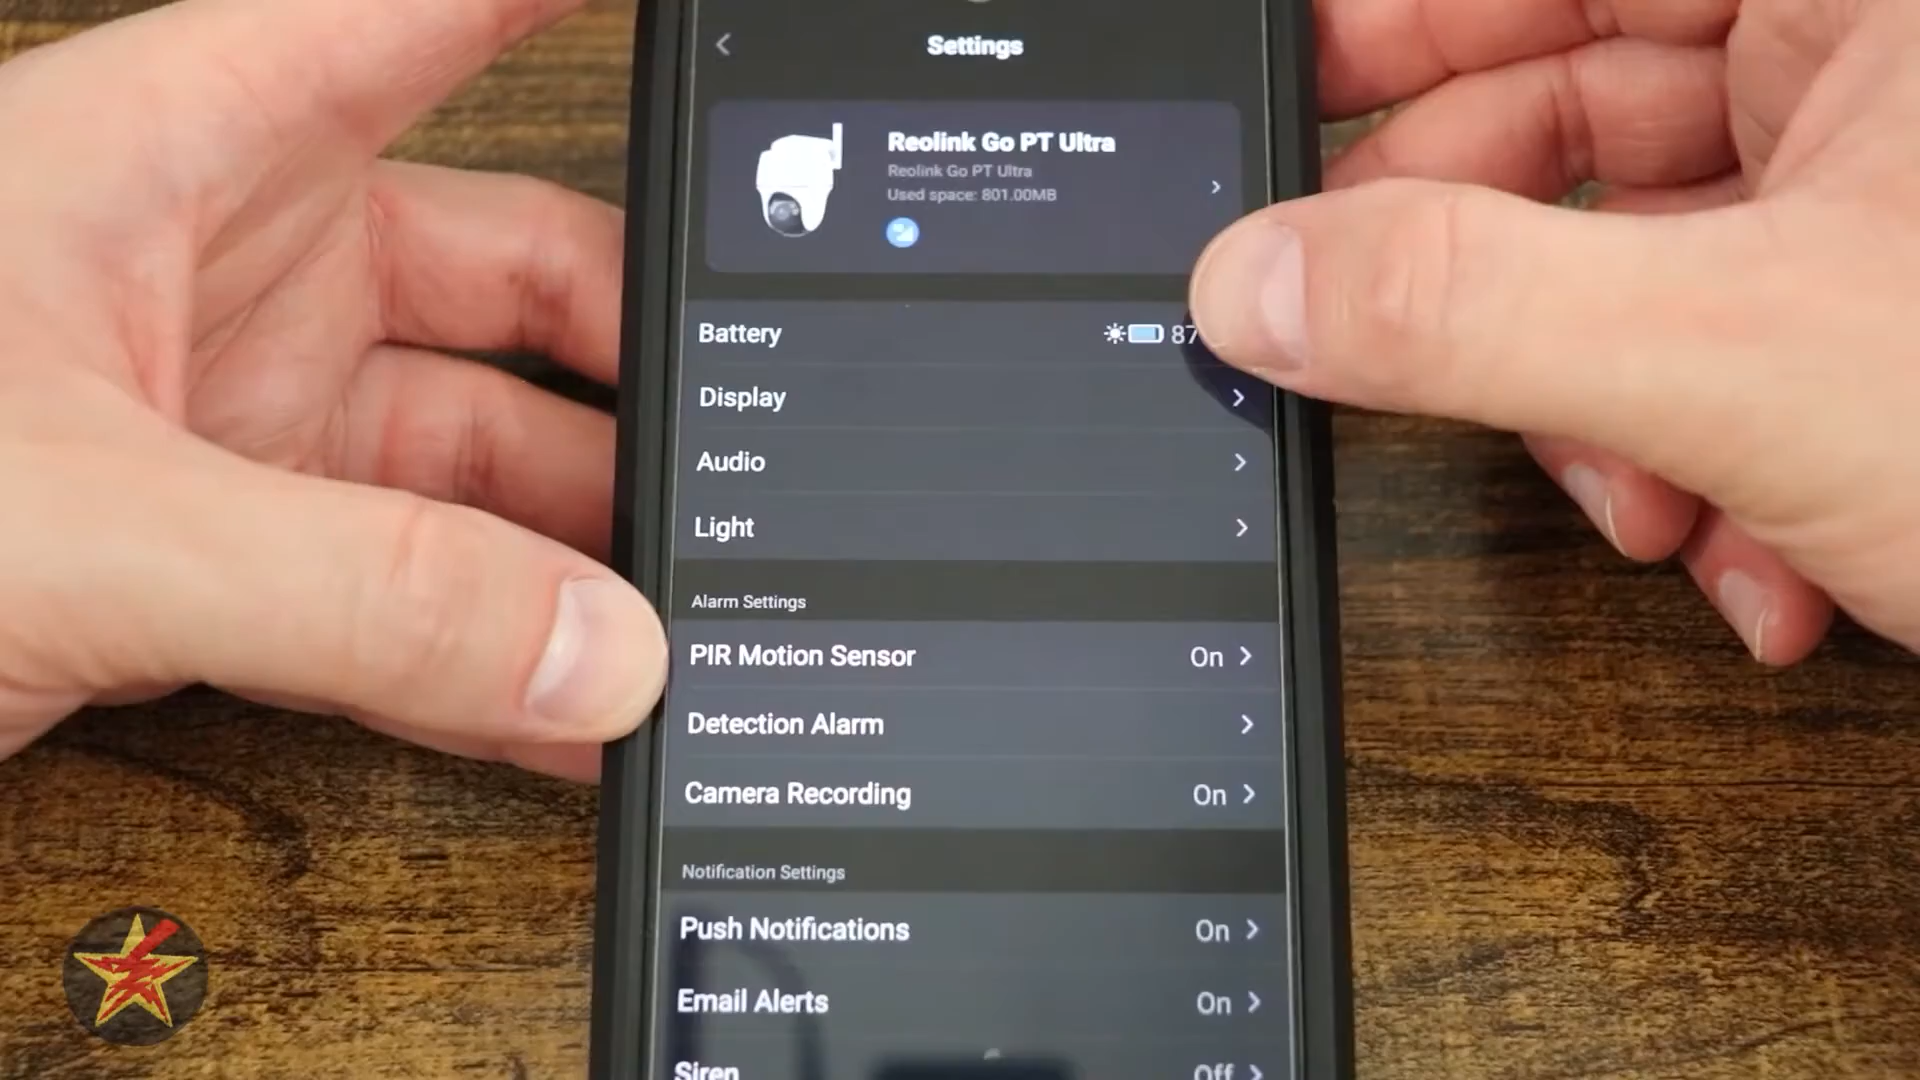 Settings
Reolink Go PT Ultra
Reolink Go PT Ultra
Used space: 801.00MB
Battery 87
Display
Audio
Light
Alarm Settings
PIR Motion Sensor On
Detection Alarm
Camera Recording On
Notification Settings
Push Notifications On
Email Alerts On
Siren Off